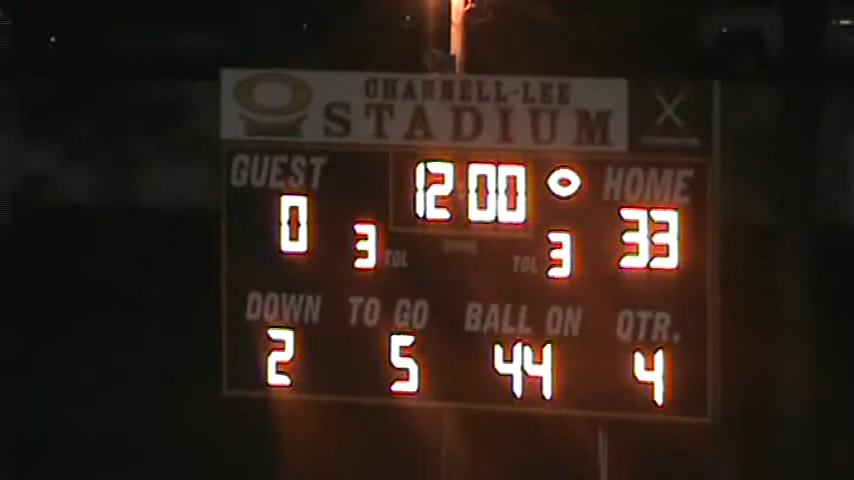 CHANNELL-LEE
STADIUM
GUEST 12 00 HOME
0 3 TOL TOL 3 33
DOWN TO GO BALL ON QTR.
2 5 44 4